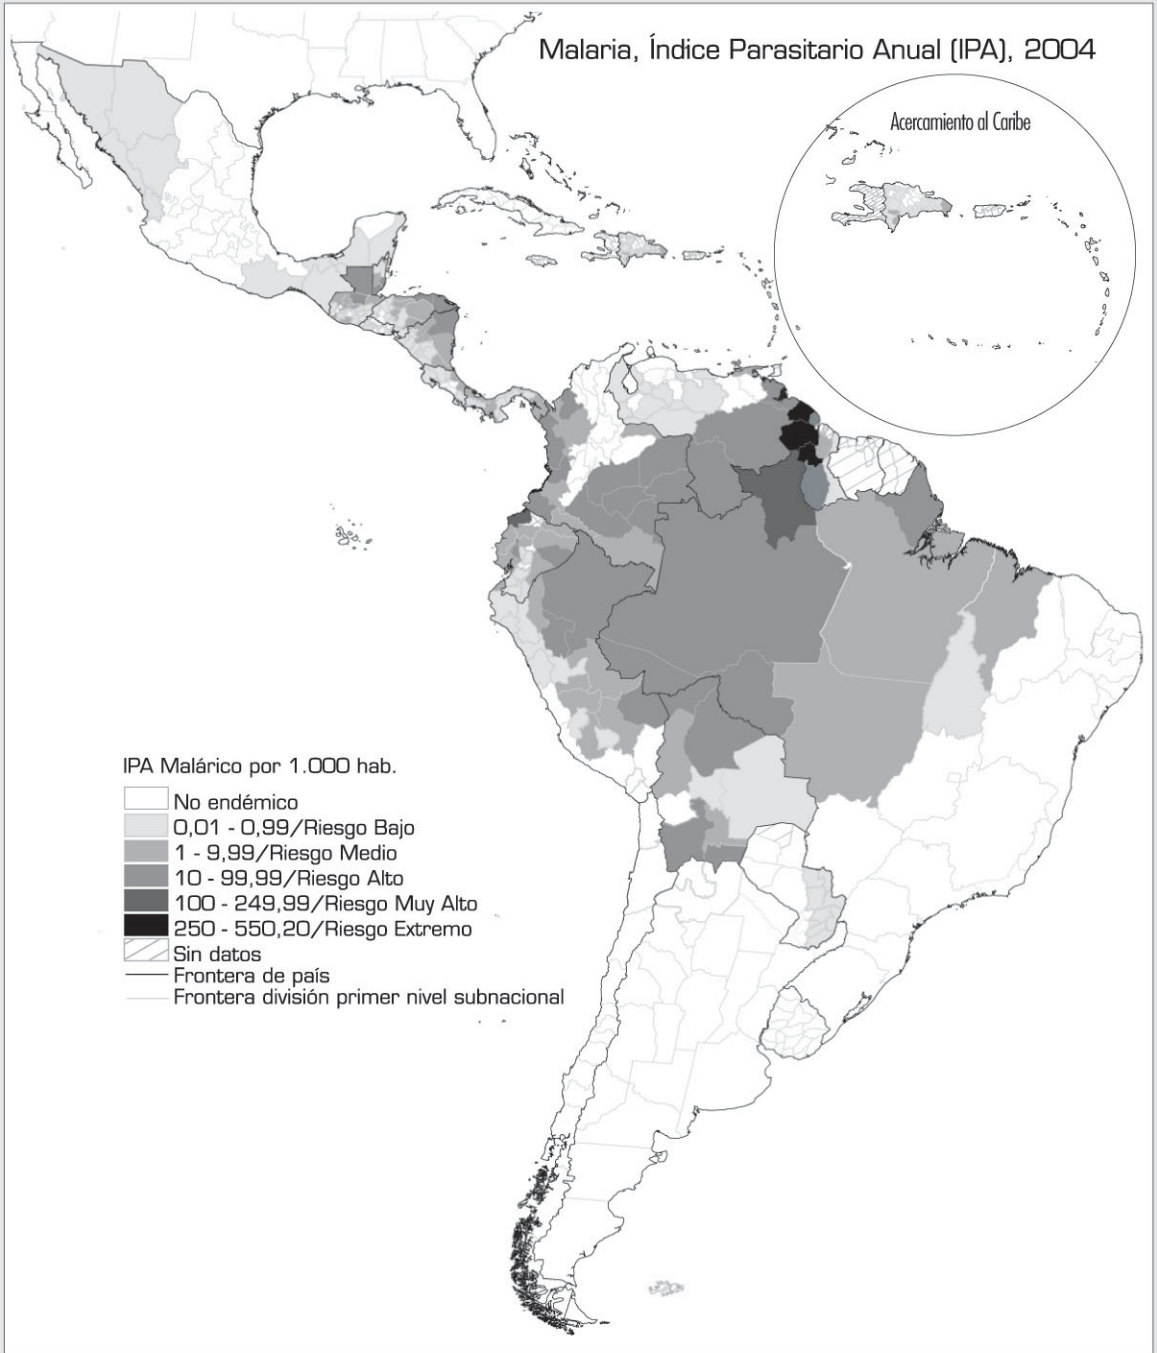 Malaria, Índice Parasitario Anual (IPA), 2004
Acercamiento al Caribe
IPA Malárico por 1.000 hab.
No endémico
0,01 - 0,99/Riesgo Bajo
1 - 9,99/Riesgo Medio
10 - 99,99/Riesgo Alto
100 - 249,99/Riesgo Muy Alto
250 - 550,20/Riesgo Extremo
Sin datos
Frontera de país
Frontera división primer nivel subnacional